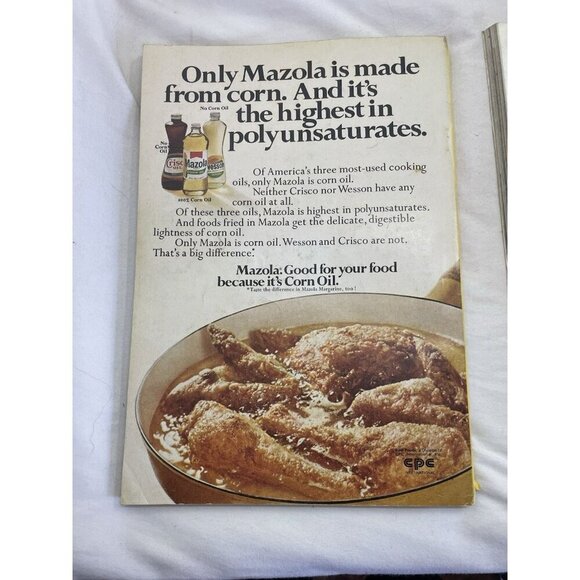 Only Mazola is made
from corn. And it's
the highest in
polyunsaturates.
No Corn Oil
No
Corn
Oil
Crisco
OIL
Mazola
Wesson
100% Corn Oil
Of America's three most-used cooking
oils, only Mazola is corn oil.
Neither Crisco nor Wesson have any
corn oil at all.
Of these three oils, Mazola is highest in polyunsaturates.
And foods fried in Mazola get the delicate, digestible
lightness of corn oil.
Only Mazola is corn oil. Wesson and Crisco are not.
That's a big difference.*
Mazola: Good for your food
because it's Corn Oil.
*Taste the difference in Mazola Margarine, too!
CPC